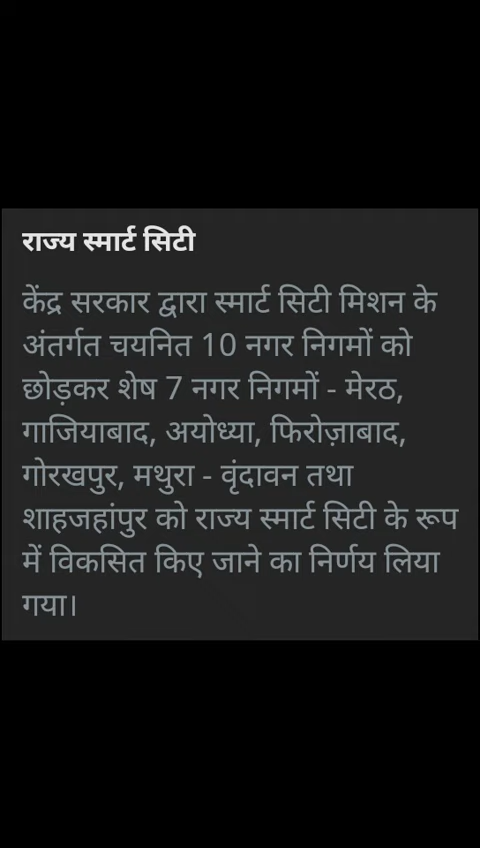 राज्य स्मार्ट सिटी
केंद्र सरकार द्वारा स्मार्ट सिटी मिशन के
अंतर्गत चयनित 10 नगर निगमों को
छोड़कर शेष 7 नगर निगमों - मेरठ,
गाजियाबाद, अयोध्या, फिरोज़ाबाद,
गोरखपुर, मथुरा - वृंदावन तथा
शाहजहांपुर को राज्य स्मार्ट सिटी के रूप
में विकसित किए जाने का निर्णय लिया
गया।